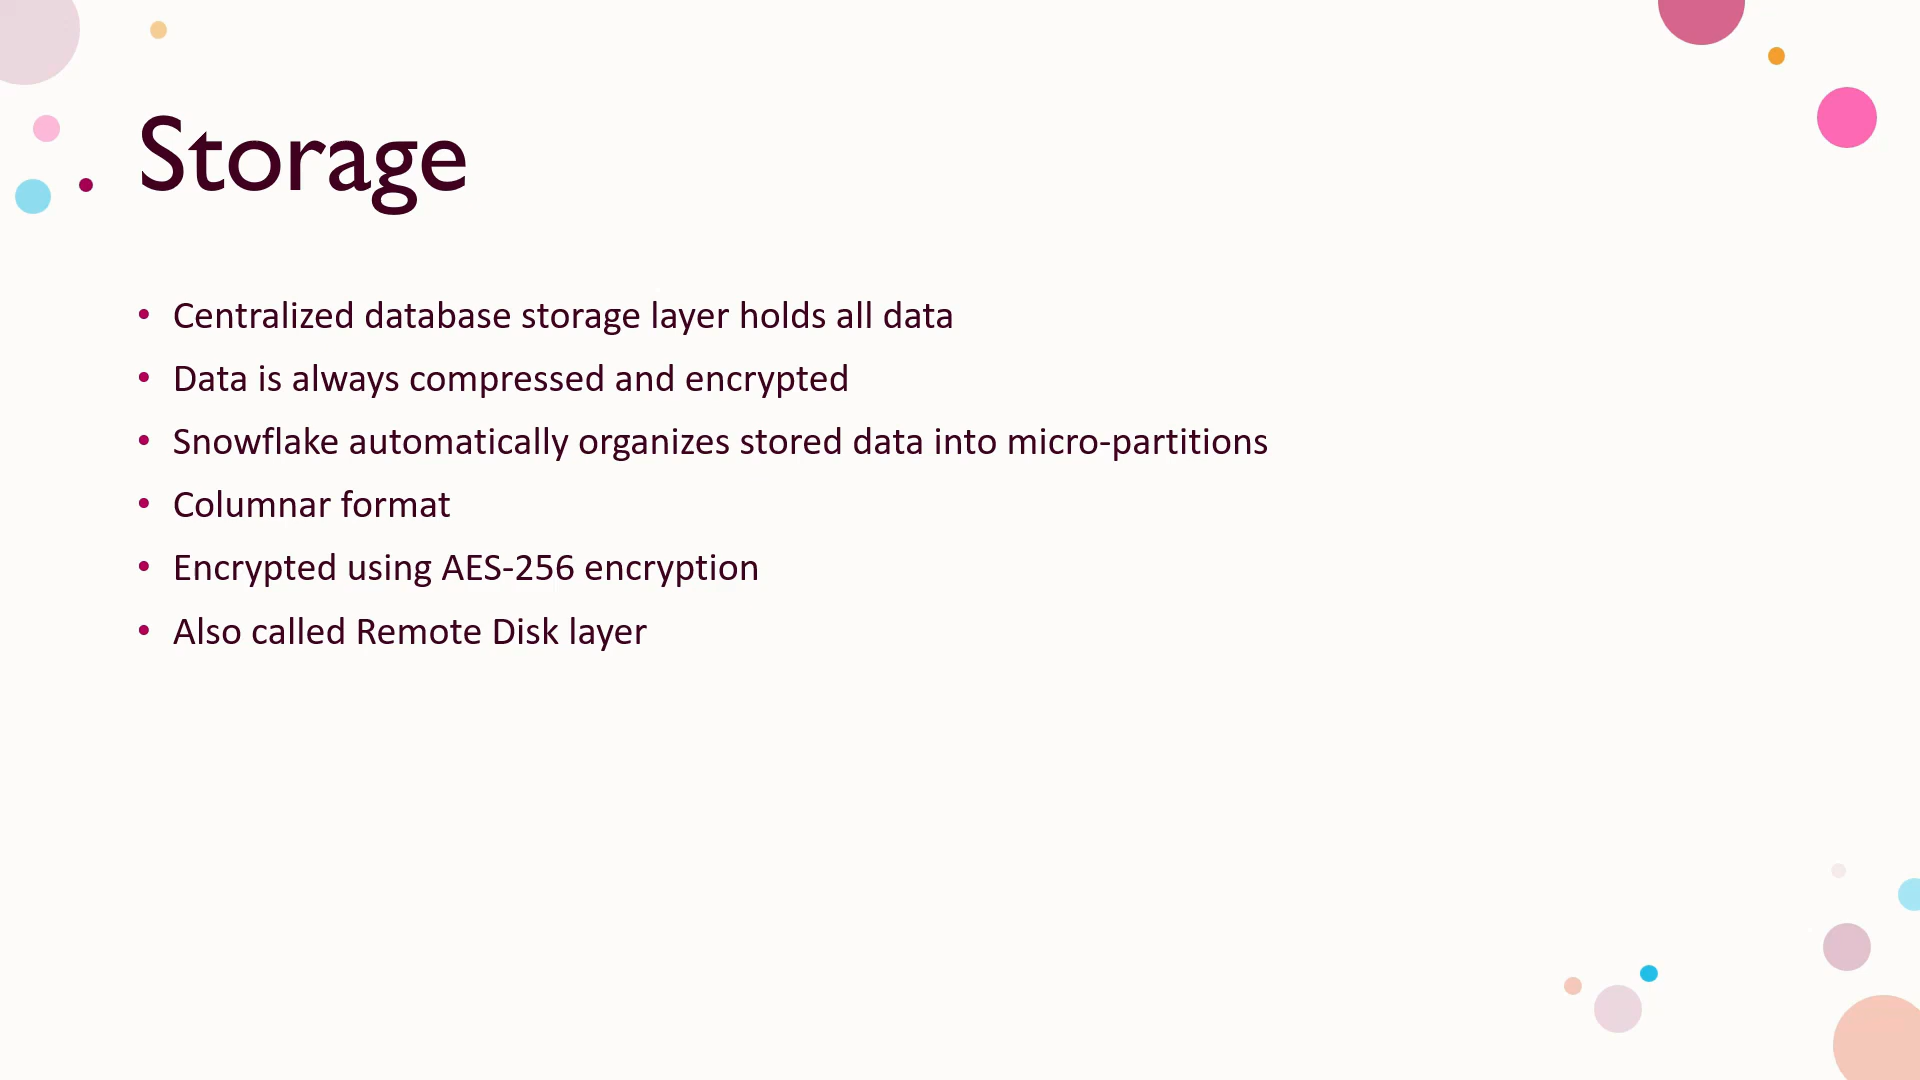 Storage
• Centralized database storage layer holds all data
• Data is always compressed and encrypted
• Snowflake automatically organizes stored data into micro-partitions
• Columnar format
• Encrypted using AES-256 encryption
• Also called Remote Disk layer